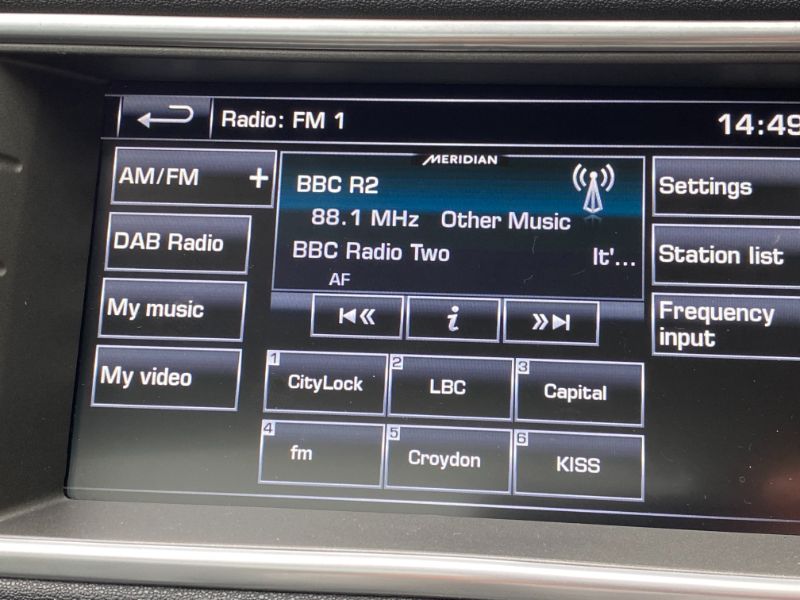 Radio: FM 1
14:49
AM/FM +
DAB Radio
My music
My video
MERIDIAN
BBC R2
88.1 MHz Other Music
BBC Radio Two It'...
AF
i
Settings
Station list
Frequency
input
1 CityLock
2 LBC
3 Capital
4 fm
5 Croydon
6 KISS